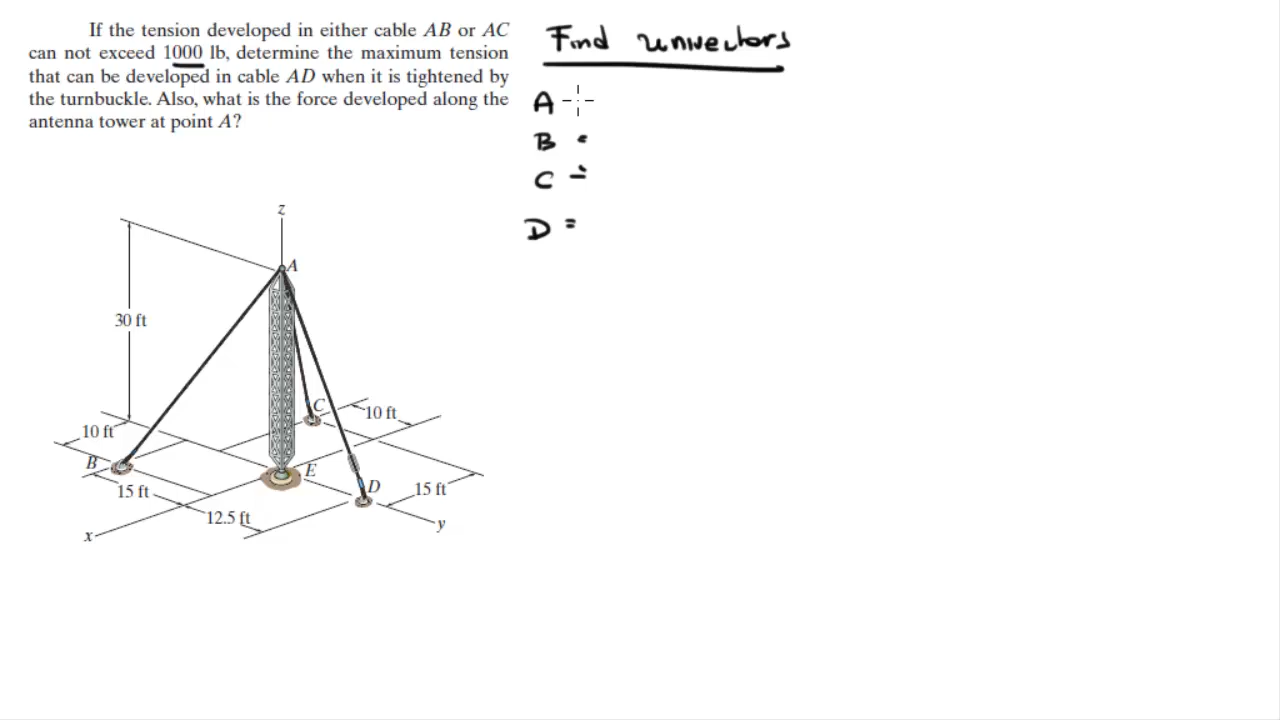 If the tension developed in either cable AB or AC
can not exceed 1000 lb, determine the maximum tension
that can be developed in cable AD when it is tightened by
the turnbuckle. Also, what is the force developed along the
antenna tower at point A?
Find univectors
A -
B =
C =
D =
z
A
30 ft
C
10 ft
10 ft
B
E
D
15 ft
15 ft
12.5 ft
x
y